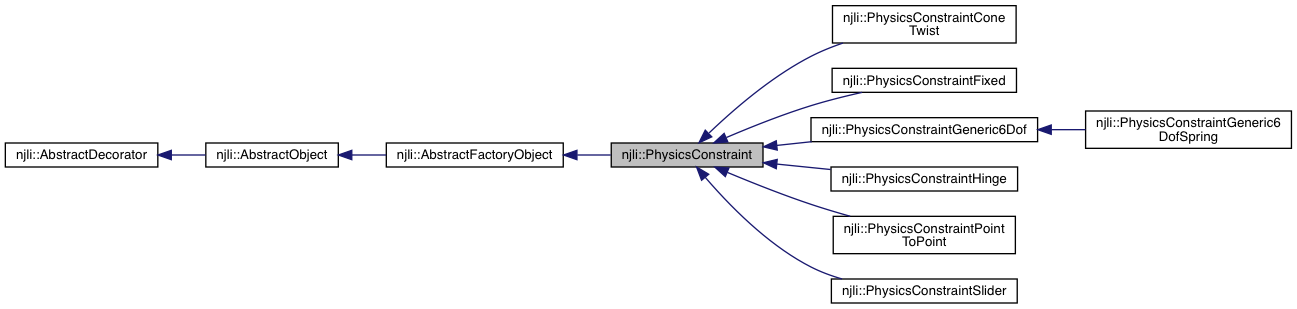 njli::AbstractDecorator
njli::AbstractObject
njli::AbstractFactoryObject
njli::PhysicsConstraint
njli::PhysicsConstraintCone
Twist
njli::PhysicsConstraintFixed
njli::PhysicsConstraintGeneric6Dof
njli::PhysicsConstraintGeneric6
DofSpring
njli::PhysicsConstraintHinge
njli::PhysicsConstraintPoint
ToPoint
njli::PhysicsConstraintSlider